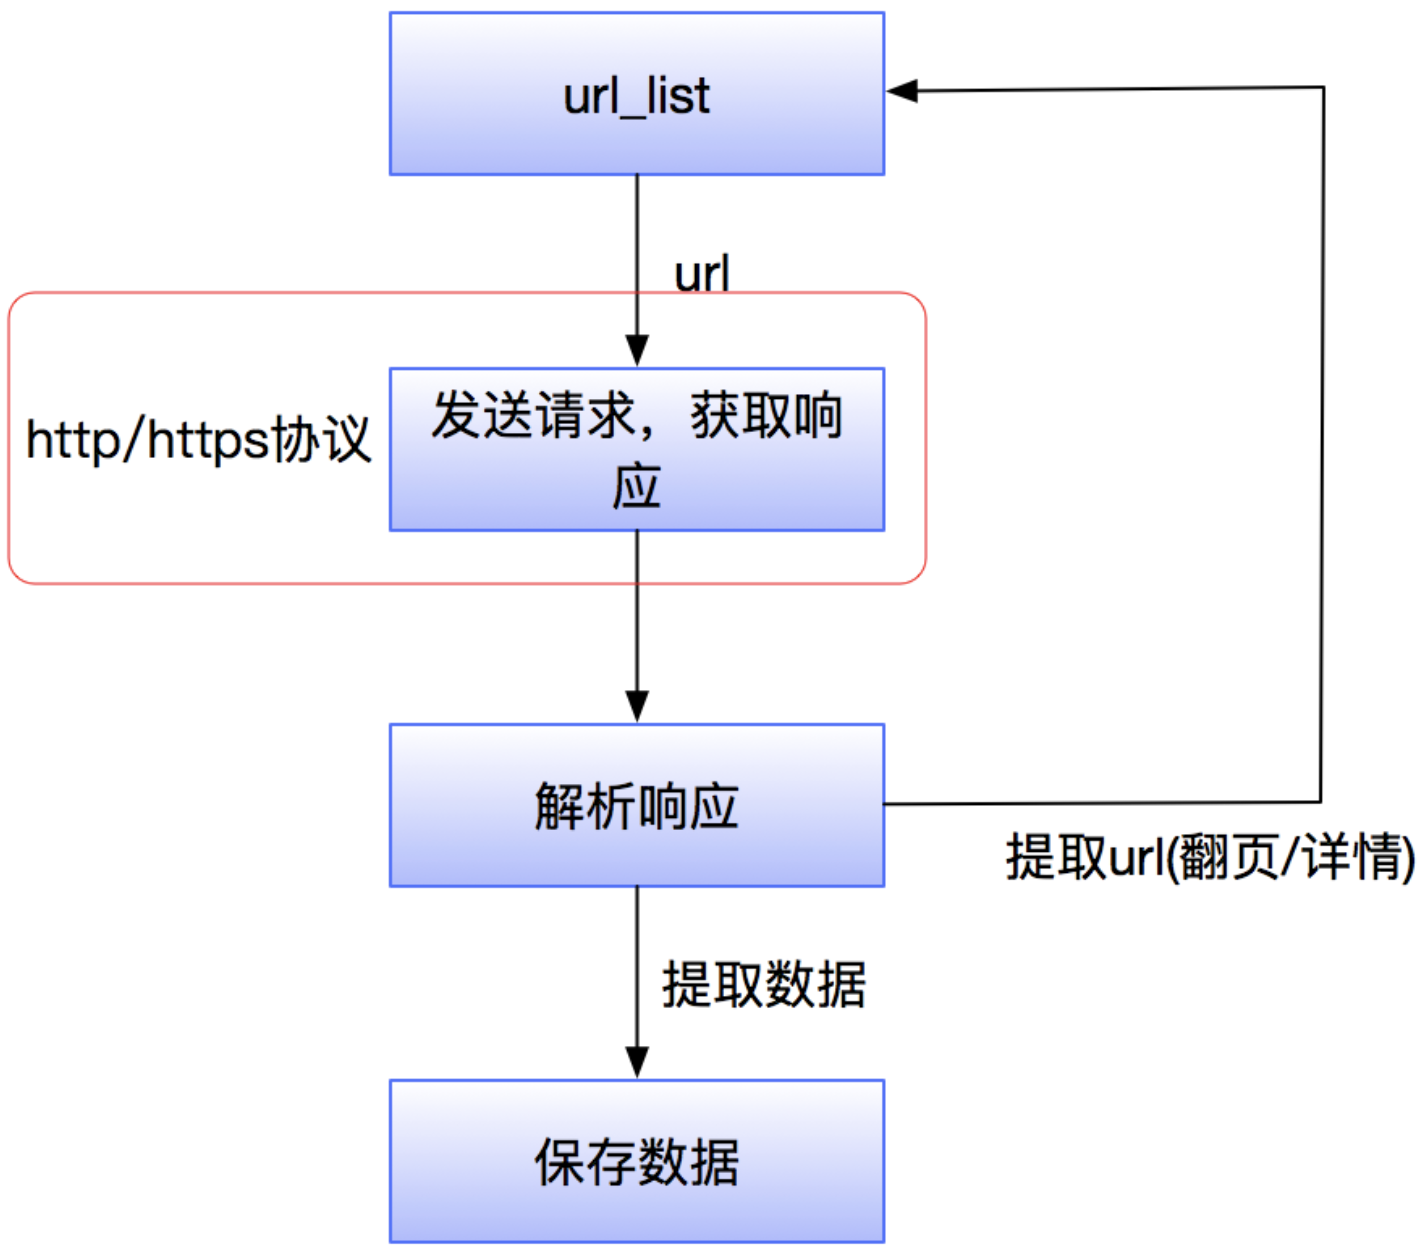 url_list
url
http/https协议
发送请求，获取响
应
解析响应
提取url(翻页/详情)
提取数据
保存数据